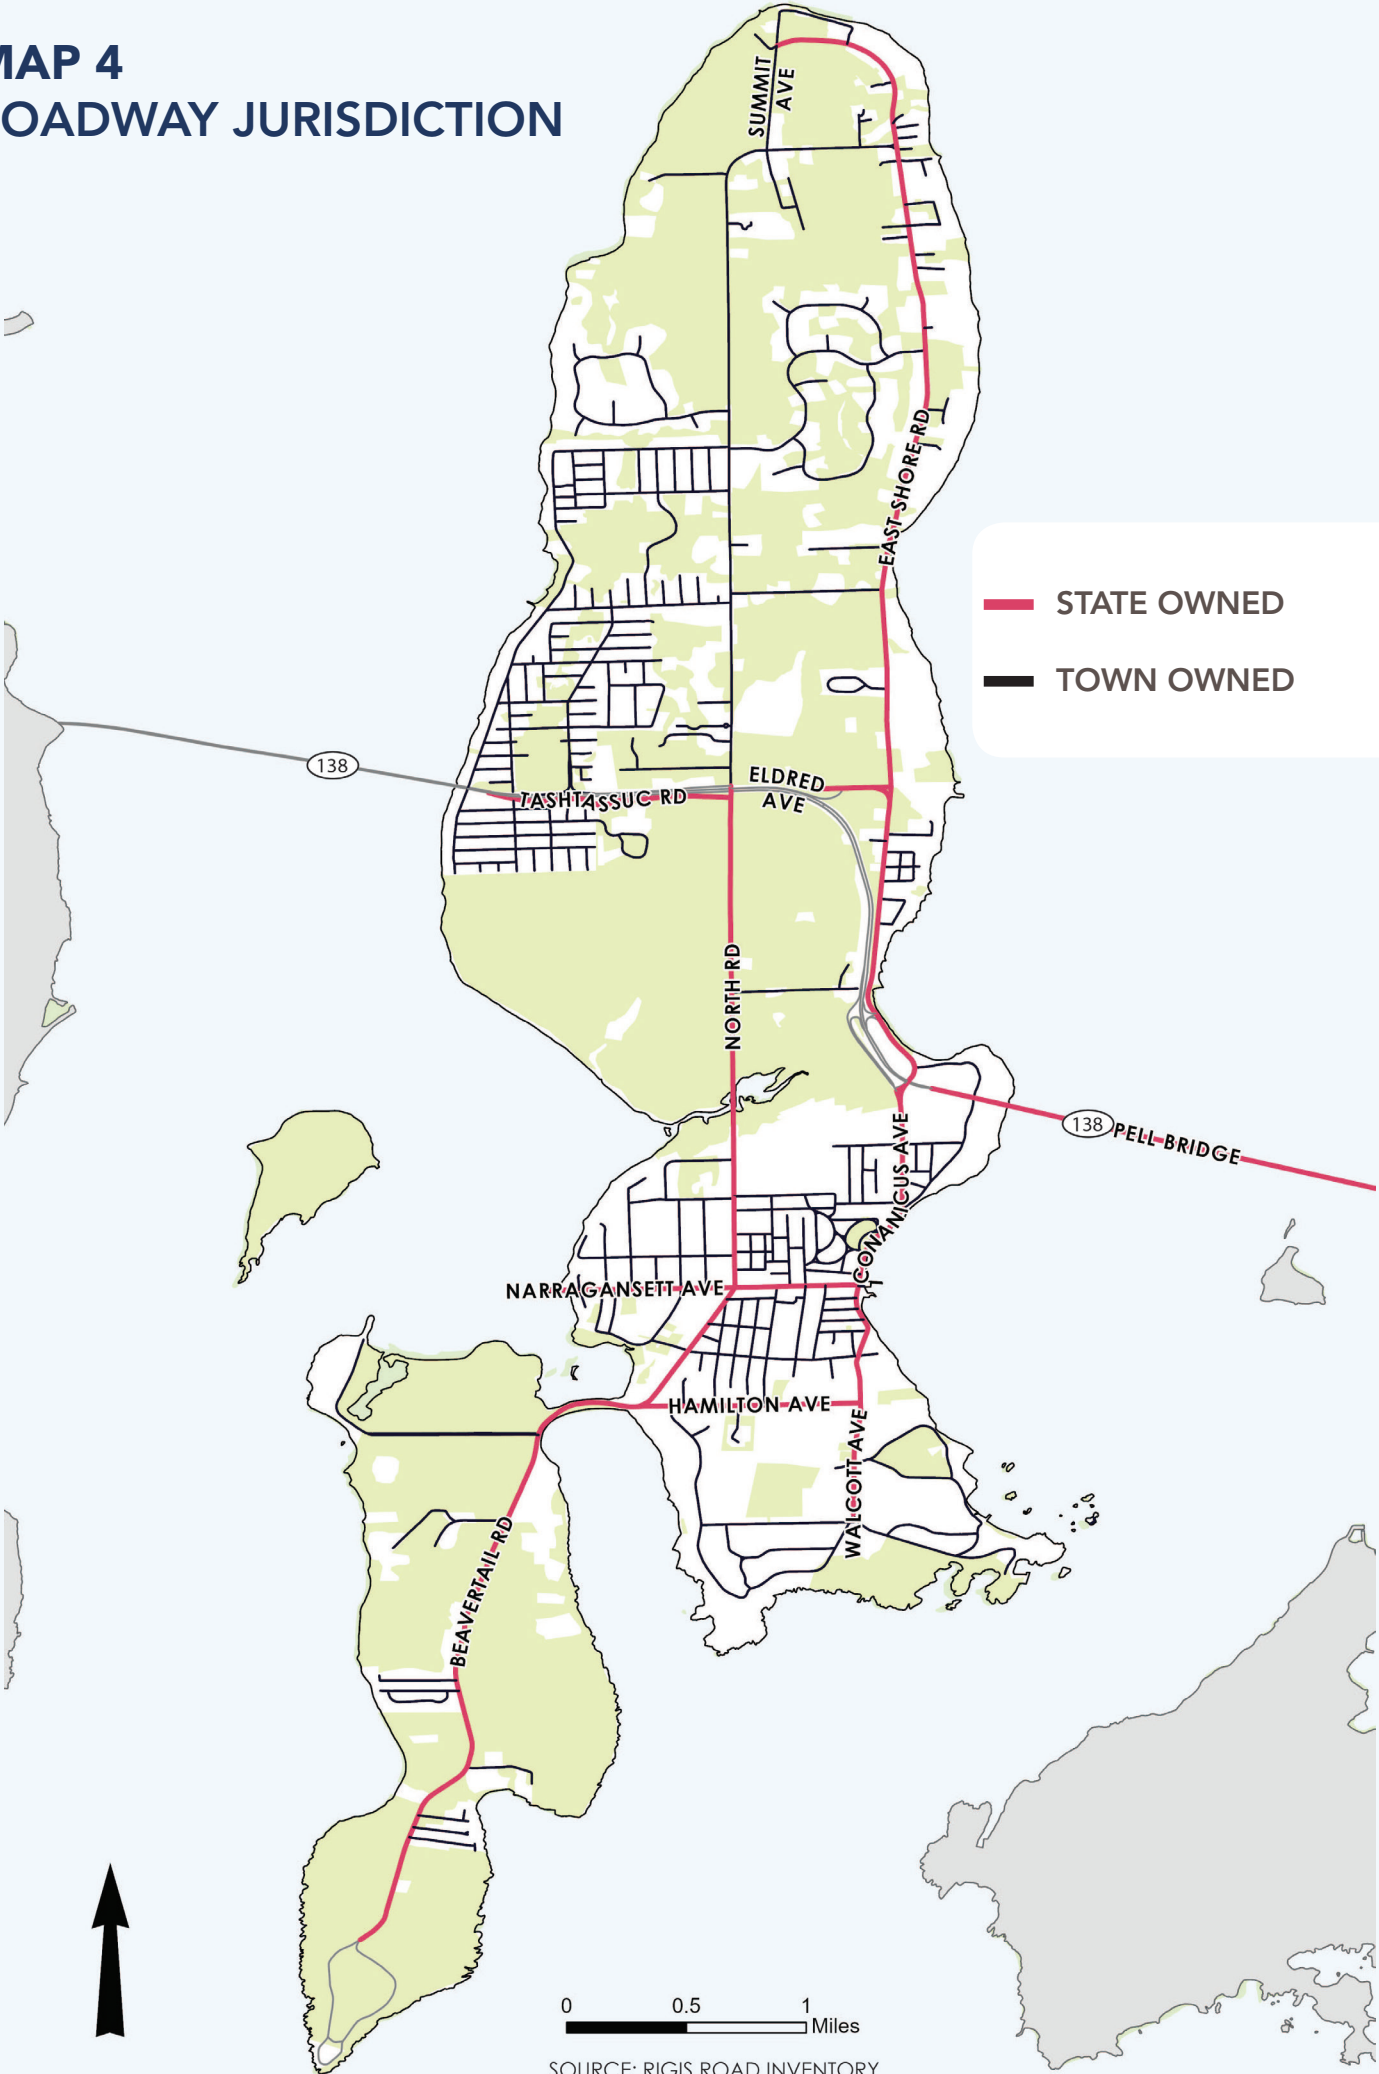 MAP 4
OADWAY JURISDICTION
SUMMIT
AVE
EAST SHORE RD
STATE OWNED
TOWN OWNED
138
TASHTASSUC RD
ELDRED
AVE
NORTH RD
138
PELL BRIDGE
CONANICUS AVE
NARRAGANSETT AVE
HAMILTON AVE
WALCOTT AVE
BEAVERTAIL RD
0 0.5 1
Miles
SOURCE: RIGIS ROAD INVENTORY